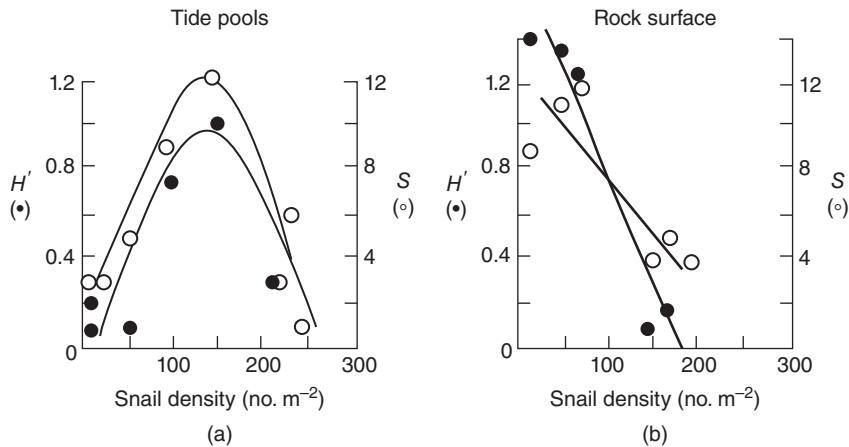 Tide pools
1.2
0.8
0.4
0
H′
(●)
12
8
4
S
(○)
100
200
300
Snail density (no. m⁻²)
(a)
Rock surface
1.2
0.8
0.4
0
H′
(●)
12
8
4
S
(○)
100
200
300
Snail density (no. m⁻²)
(b)